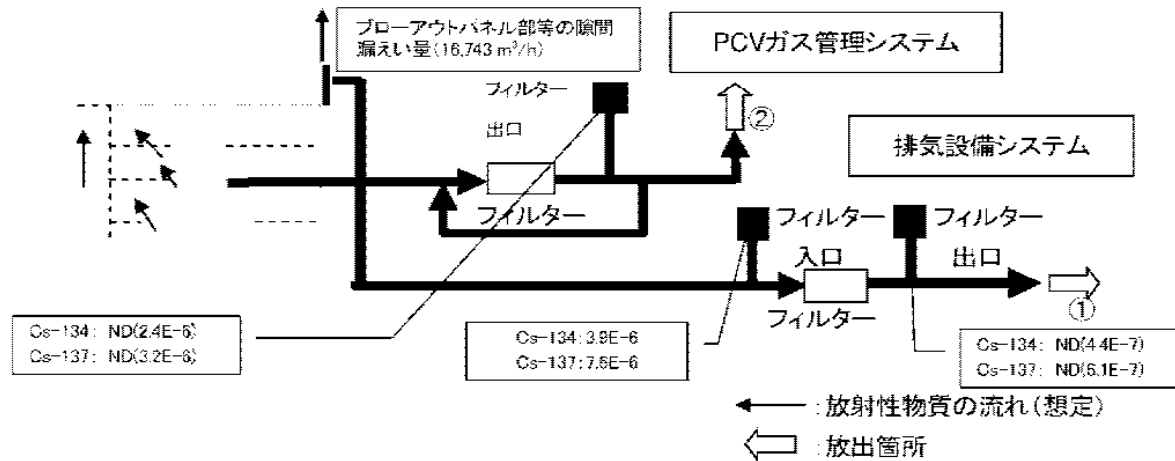 ブローアウトパネル部等の隙間
漏えい量(16,743 m³/h)
PCVガス管理システム
フィルター
出口
②
排気設備システム
フィルター
フィルター
フィルター
入口
出口
フィルター
①
Cs-134: ND(2.4E-6)
Cs-137: ND(3.2E-6)
Cs-134:3.9E-6
Cs-137:7.6E-6
Cs-134: ND(4.4E-7)
Cs-137: ND(6.1E-7)
:放射性物質の流れ(想定)
:放出箇所